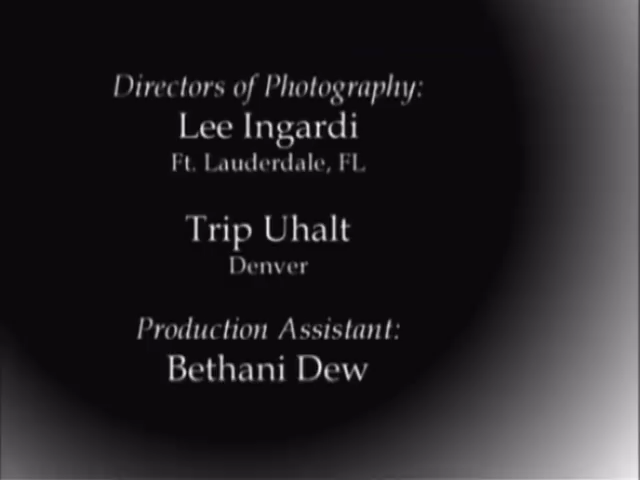 Directors of Photography:
Lee Ingardi
Ft. Lauderdale, FL
Trip Uhalt
Denver
Production Assistant:
Bethani Dew